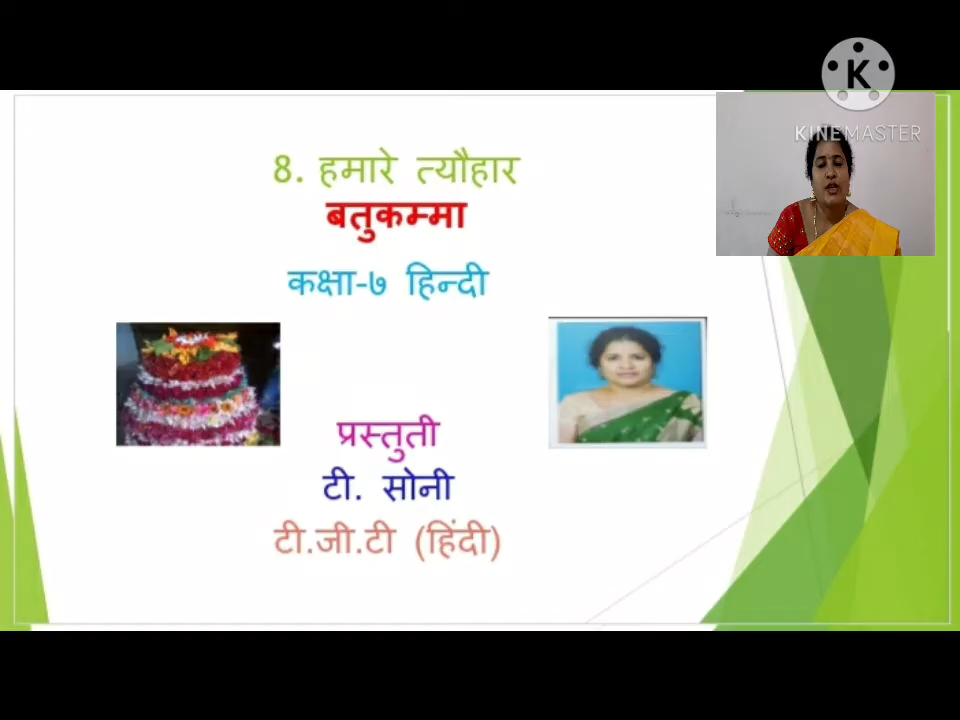 KINEMASTER
8. हमारे त्यौहार
बतुकम्मा
कक्षा-७ हिन्दी
प्रस्तुती
टी. सोनी
टी.जी.टी (हिंदी)